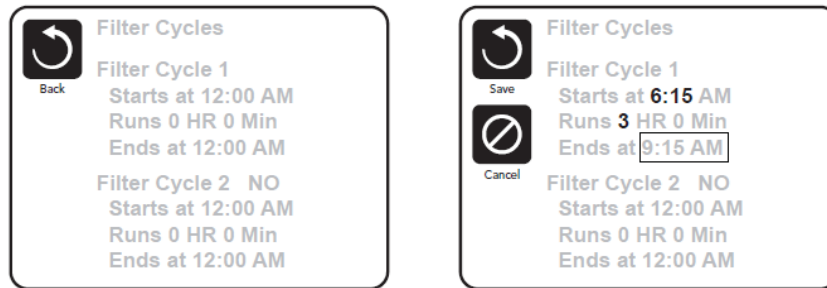 Filter Cycles
Back
Filter Cycle 1
Starts at 12:00 AM
Runs 0 HR 0 Min
Ends at 12:00 AM
Filter Cycle 2 NO
Starts at 12:00 AM
Runs 0 HR 0 Min
Ends at 12:00 AM
Filter Cycles
Save
Filter Cycle 1
Starts at 6:15 AM
Runs 3 HR 0 Min
Ends at 9:15 AM
Cancel
Filter Cycle 2 NO
Starts at 12:00 AM
Runs 0 HR 0 Min
Ends at 12:00 AM